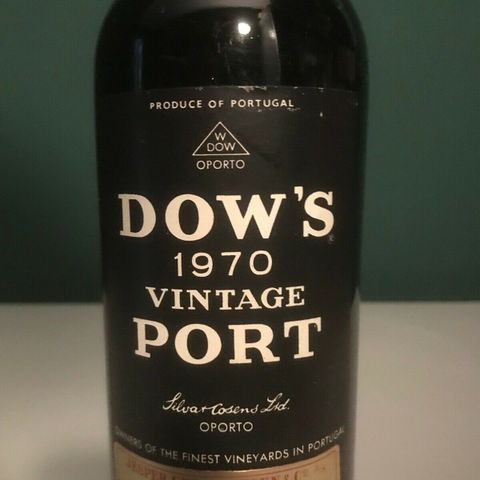 PRODUCE OF PORTUGAL
W
DOW
OPORTO
DOW'S
1970
VINTAGE
PORT
Silva & Cosens Ltd.
OPORTO
OWNERS OF THE FINEST VINEYARDS IN PORTUGAL